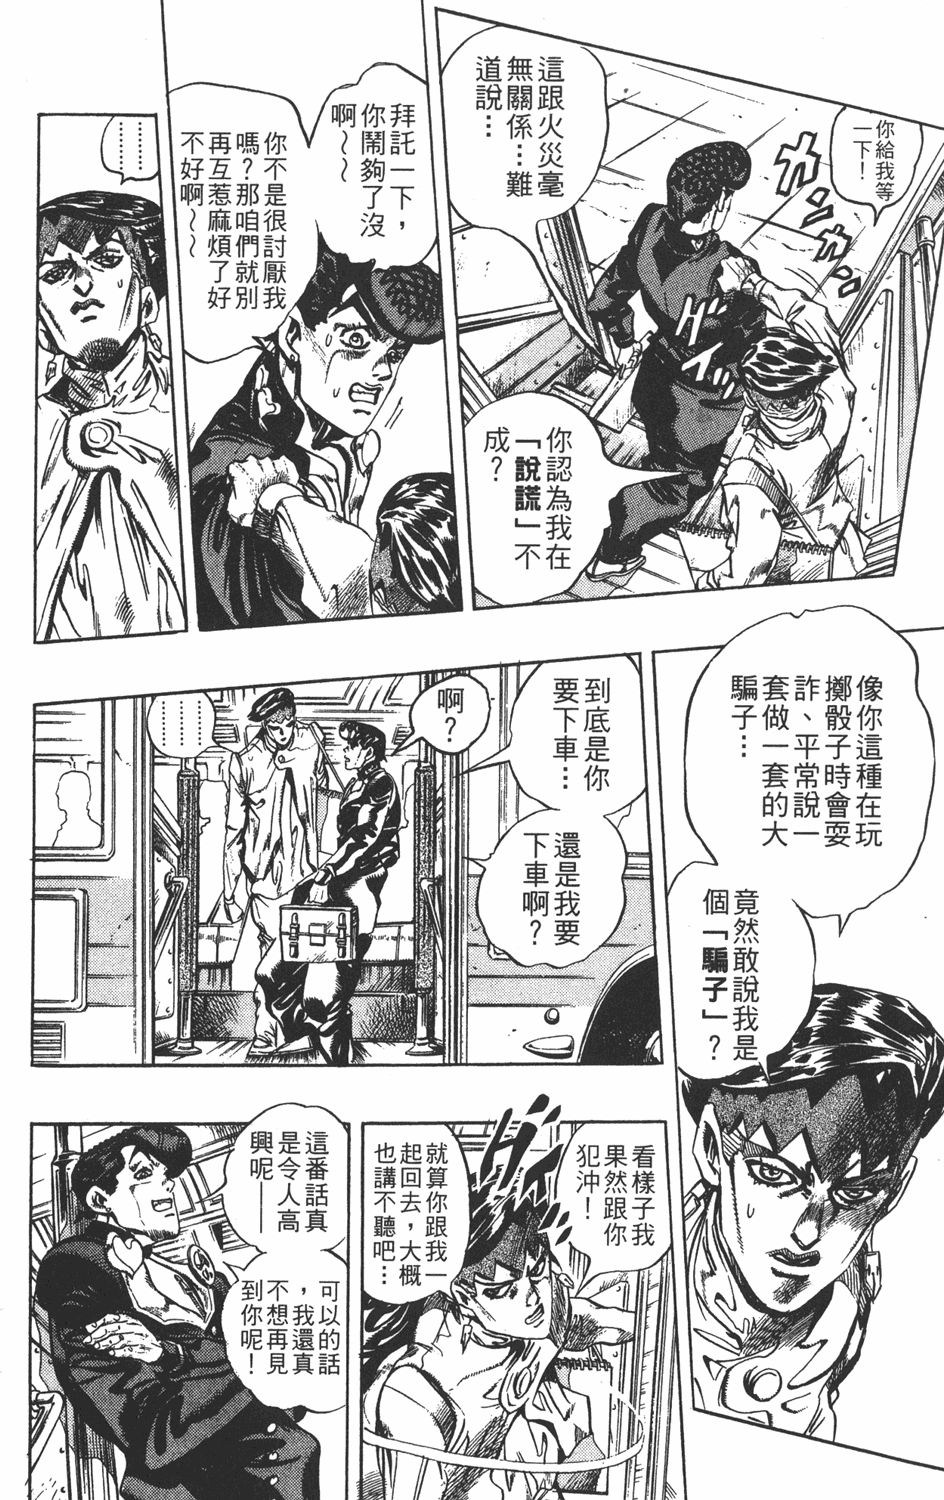 你給我等
一下！
這跟火災毫
無關係…難
道說…
カン
カン
グ
グイッ
你認為我在
「說謊」不
成？
拜託一下，
你鬧夠了沒
啊～～
你不是很討厭我
嗎？那咱們就別
再互惹麻煩了好
不好啊～～
………
………
像你這種在玩
擲骰子時會耍
詐、平常說一
套做一套的大
騙子…
竟然敢說我是
個「騙子」？
到底是你
要下車…
還是我要
下車啊？
啊？
………
………
看樣子我
果然跟你
犯沖！
就算你跟我一
起回去，大概
也講不聽吧…
這番話真
是令人高
興呢——
可以的話
，我還真
不想再見
到你呢！